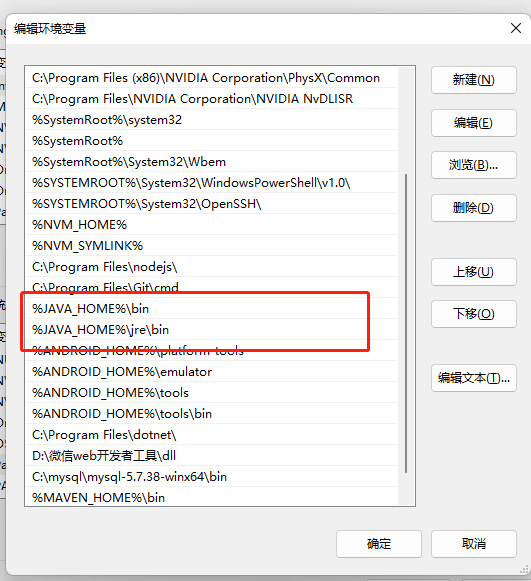 编辑环境变量
C:\Program Files (x86)\NVIDIA Corporation\PhysX\Common
C:\Program Files\NVIDIA Corporation\NVIDIA NvDLISR
%SystemRoot%\system32
%SystemRoot%
%SystemRoot%\System32\Wbem
%SYSTEMROOT%\System32\WindowsPowerShell\v1.0\
%SYSTEMROOT%\System32\OpenSSH\
%NVM_HOME%
%NVM_SYMLINK%
C:\Program Files\nodejs\
C:\Program Files\Git\cmd
%JAVA_HOME%\bin
%JAVA_HOME%\jre\bin
%ANDROID_HOME%\platform-tools
%ANDROID_HOME%\emulator
%ANDROID_HOME%\tools
%ANDROID_HOME%\tools\bin
C:\Program Files\dotnet\
D:\微信web开发者工具\dll
C:\mysql\mysql-5.7.38-winx64\bin
%MAVEN_HOME%\bin
新建(N)
编辑(E)
浏览(B)...
删除(D)
上移(U)
下移(O)
编辑文本(T)...
确定
取消